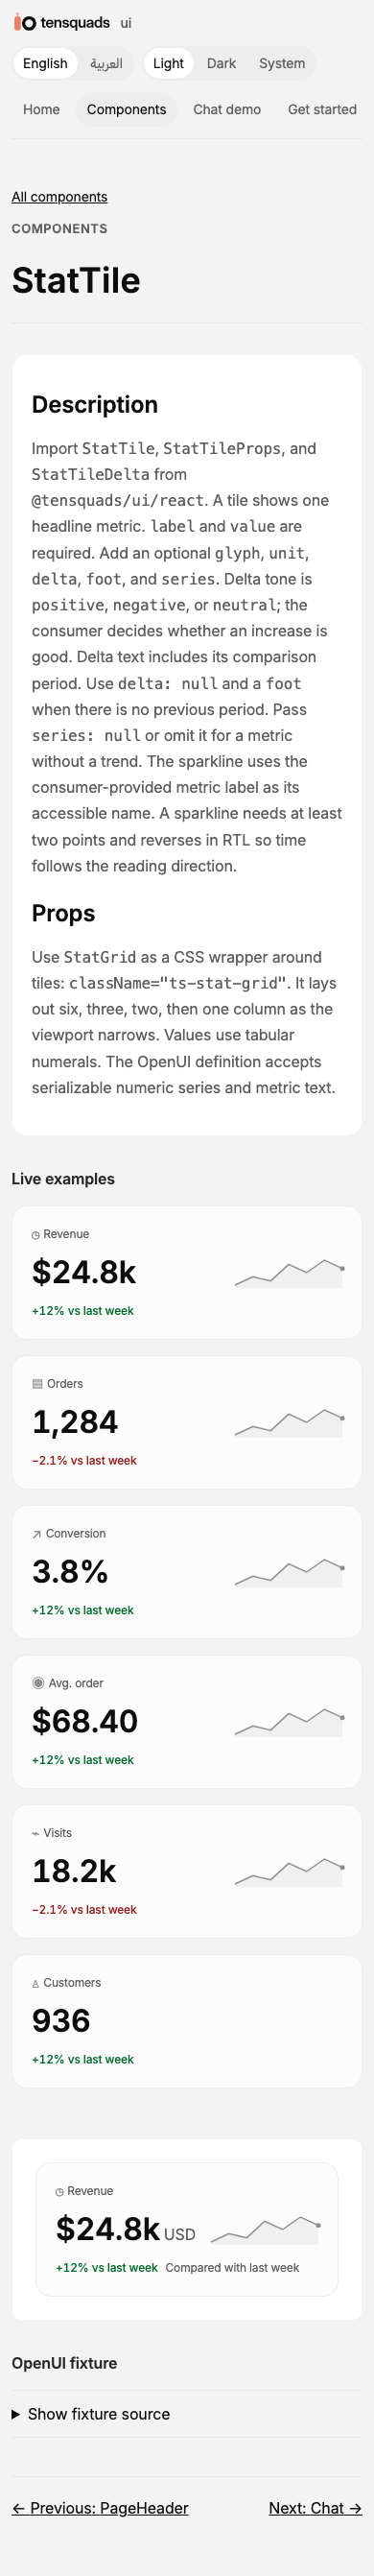 tensquads ui
English العربية Light Dark System
Home Components Chat demo Get started
All components
COMPONENTS
StatTile
Description
Import StatTile, StatTileProps, and
StatTileDelta from
@tensquads/ui/react. A tile shows one
headline metric. label and value are
required. Add an optional glyph, unit,
delta, foot, and series. Delta tone is
positive, negative, or neutral; the
consumer decides whether an increase is
good. Delta text includes its comparison
period. Use delta: null and a foot
when there is no previous period. Pass
series: null or omit it for a metric
without a trend. The sparkline uses the
consumer-provided metric label as its
accessible name. A sparkline needs at least
two points and reverses in RTL so time
follows the reading direction.
Props
Use StatGrid as a CSS wrapper around
tiles: className="ts-stat-grid". It lays
out six, three, two, then one column as the
viewport narrows. Values use tabular
numerals. The OpenUI definition accepts
serializable numeric series and metric text.
Live examples
◷ Revenue
$24.8k
+12% vs last week
▤ Orders
1,284
−2.1% vs last week
↗ Conversion
3.8%
+12% vs last week
◉ Avg. order
$68.40
+12% vs last week
⌁ Visits
18.2k
−2.1% vs last week
♙ Customers
936
+12% vs last week
◷ Revenue
$24.8k USD
+12% vs last week Compared with last week
OpenUI fixture
▶ Show fixture source
← Previous: PageHeader Next: Chat →